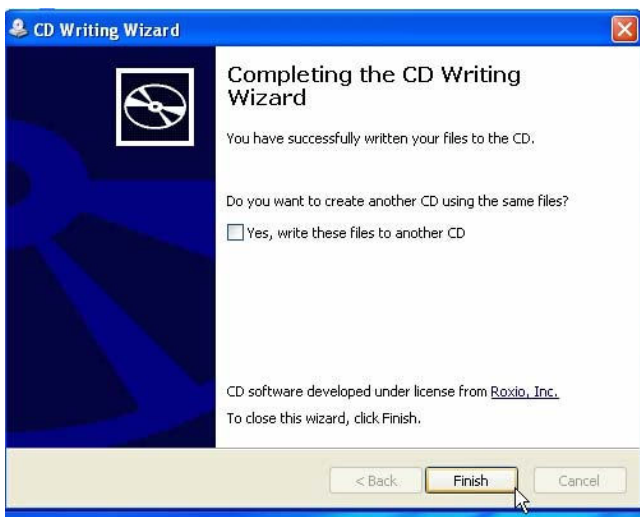 CD Writing Wizard
Completing the CD Writing
Wizard
You have successfully written your files to the CD.
Do you want to create another CD using the same files?
Yes, write these files to another CD
CD software developed under license from Roxio, Inc.
To close this wizard, click Finish.
< Back
Finish
Cancel